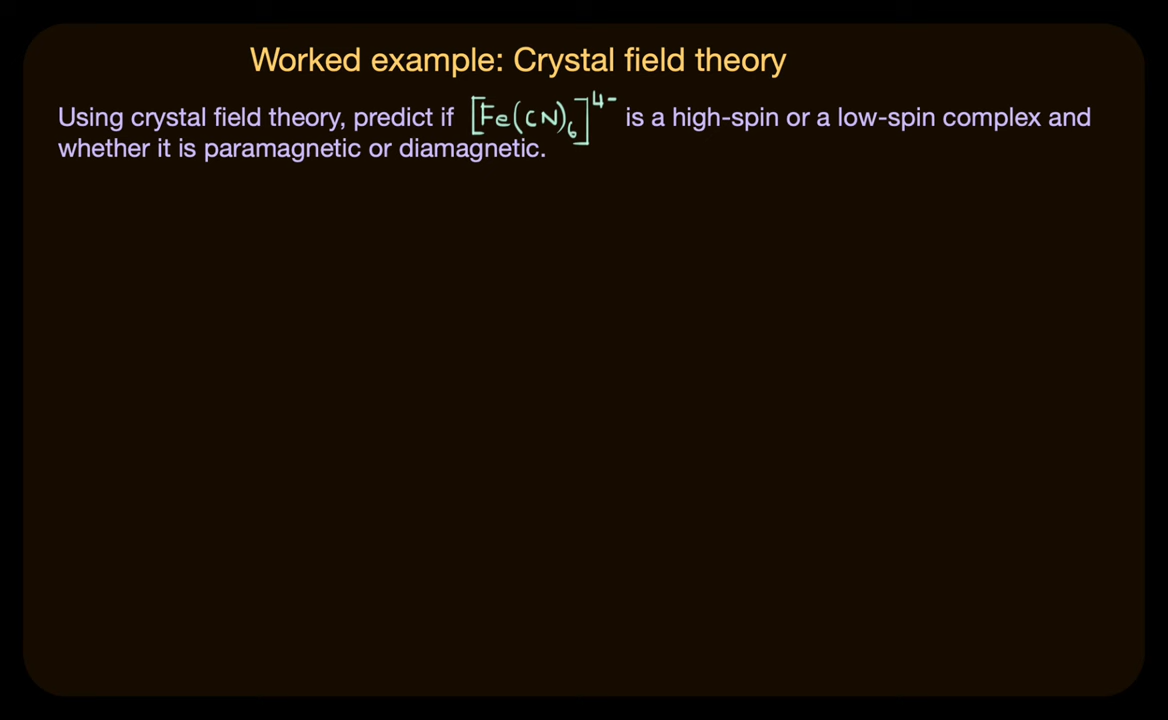 Worked example: Crystal field theory
Using crystal field theory, predict if [Fe(CN)₆]⁴⁻ is a high-spin or a low-spin complex and
whether it is paramagnetic or diamagnetic.